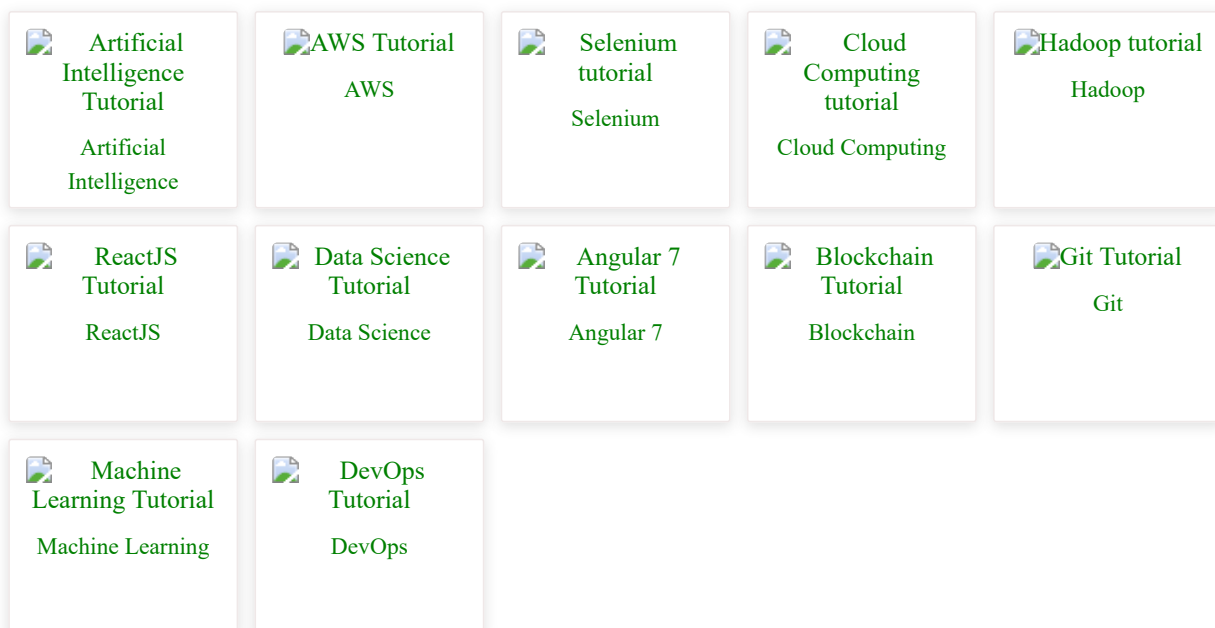 Artificial
Intelligence
Tutorial
Artificial
Intelligence
AWS Tutorial
AWS
Selenium
tutorial
Selenium
Cloud
Computing
tutorial
Cloud Computing
Hadoop tutorial
Hadoop
ReactJS
Tutorial
ReactJS
Data Science
Tutorial
Data Science
Angular 7
Tutorial
Angular 7
Blockchain
Tutorial
Blockchain
Git Tutorial
Git
Machine
Learning Tutorial
Machine Learning
DevOps
Tutorial
DevOps